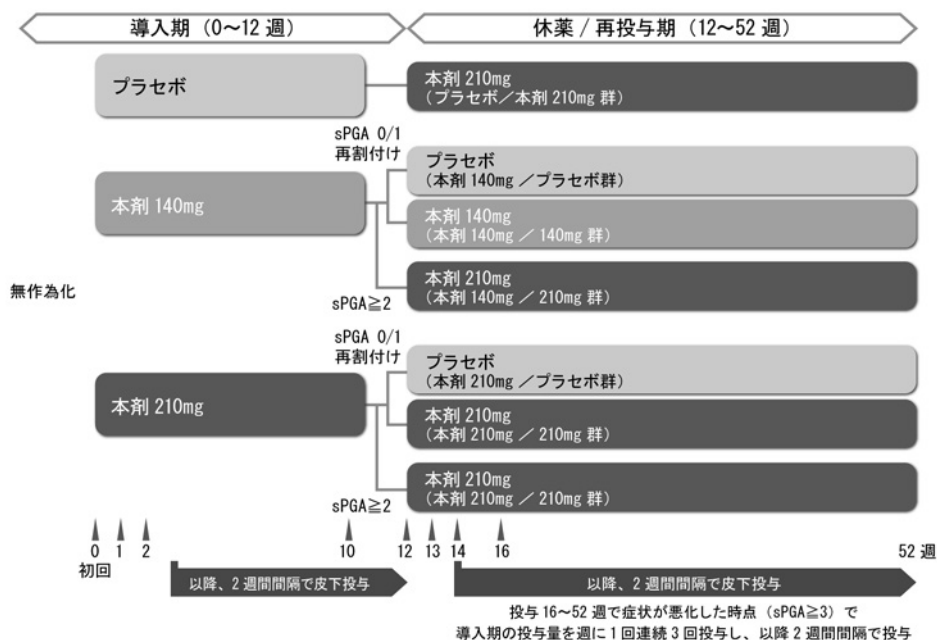 導入期（0～12 週）
休薬 / 再投与期（12～52 週）
プラセボ
本剤 210mg
（プラセボ／本剤 210mg 群）
sPGA 0/1
再割付け
プラセボ
（本剤 140mg ／プラセボ群）
本剤 140mg
本剤 140mg
（本剤 140mg ／ 140mg 群）
本剤 210mg
（本剤 140mg ／ 210mg 群）
sPGA≧2
無作為化
sPGA 0/1
再割付け
プラセボ
（本剤 210mg ／プラセボ群）
本剤 210mg
本剤 210mg
（本剤 210mg ／ 210mg 群）
本剤 210mg
（本剤 210mg ／ 210mg 群）
sPGA≧2
0 1 2 10 12 13 14 16 52 週
初回
以降、2 週間間隔で皮下投与
以降、2 週間間隔で皮下投与
投与 16～52 週で症状が悪化した時点（sPGA≧3）で
導入期の投与量を週に 1 回連続 3 回投与し、以降 2 週間間隔で投与